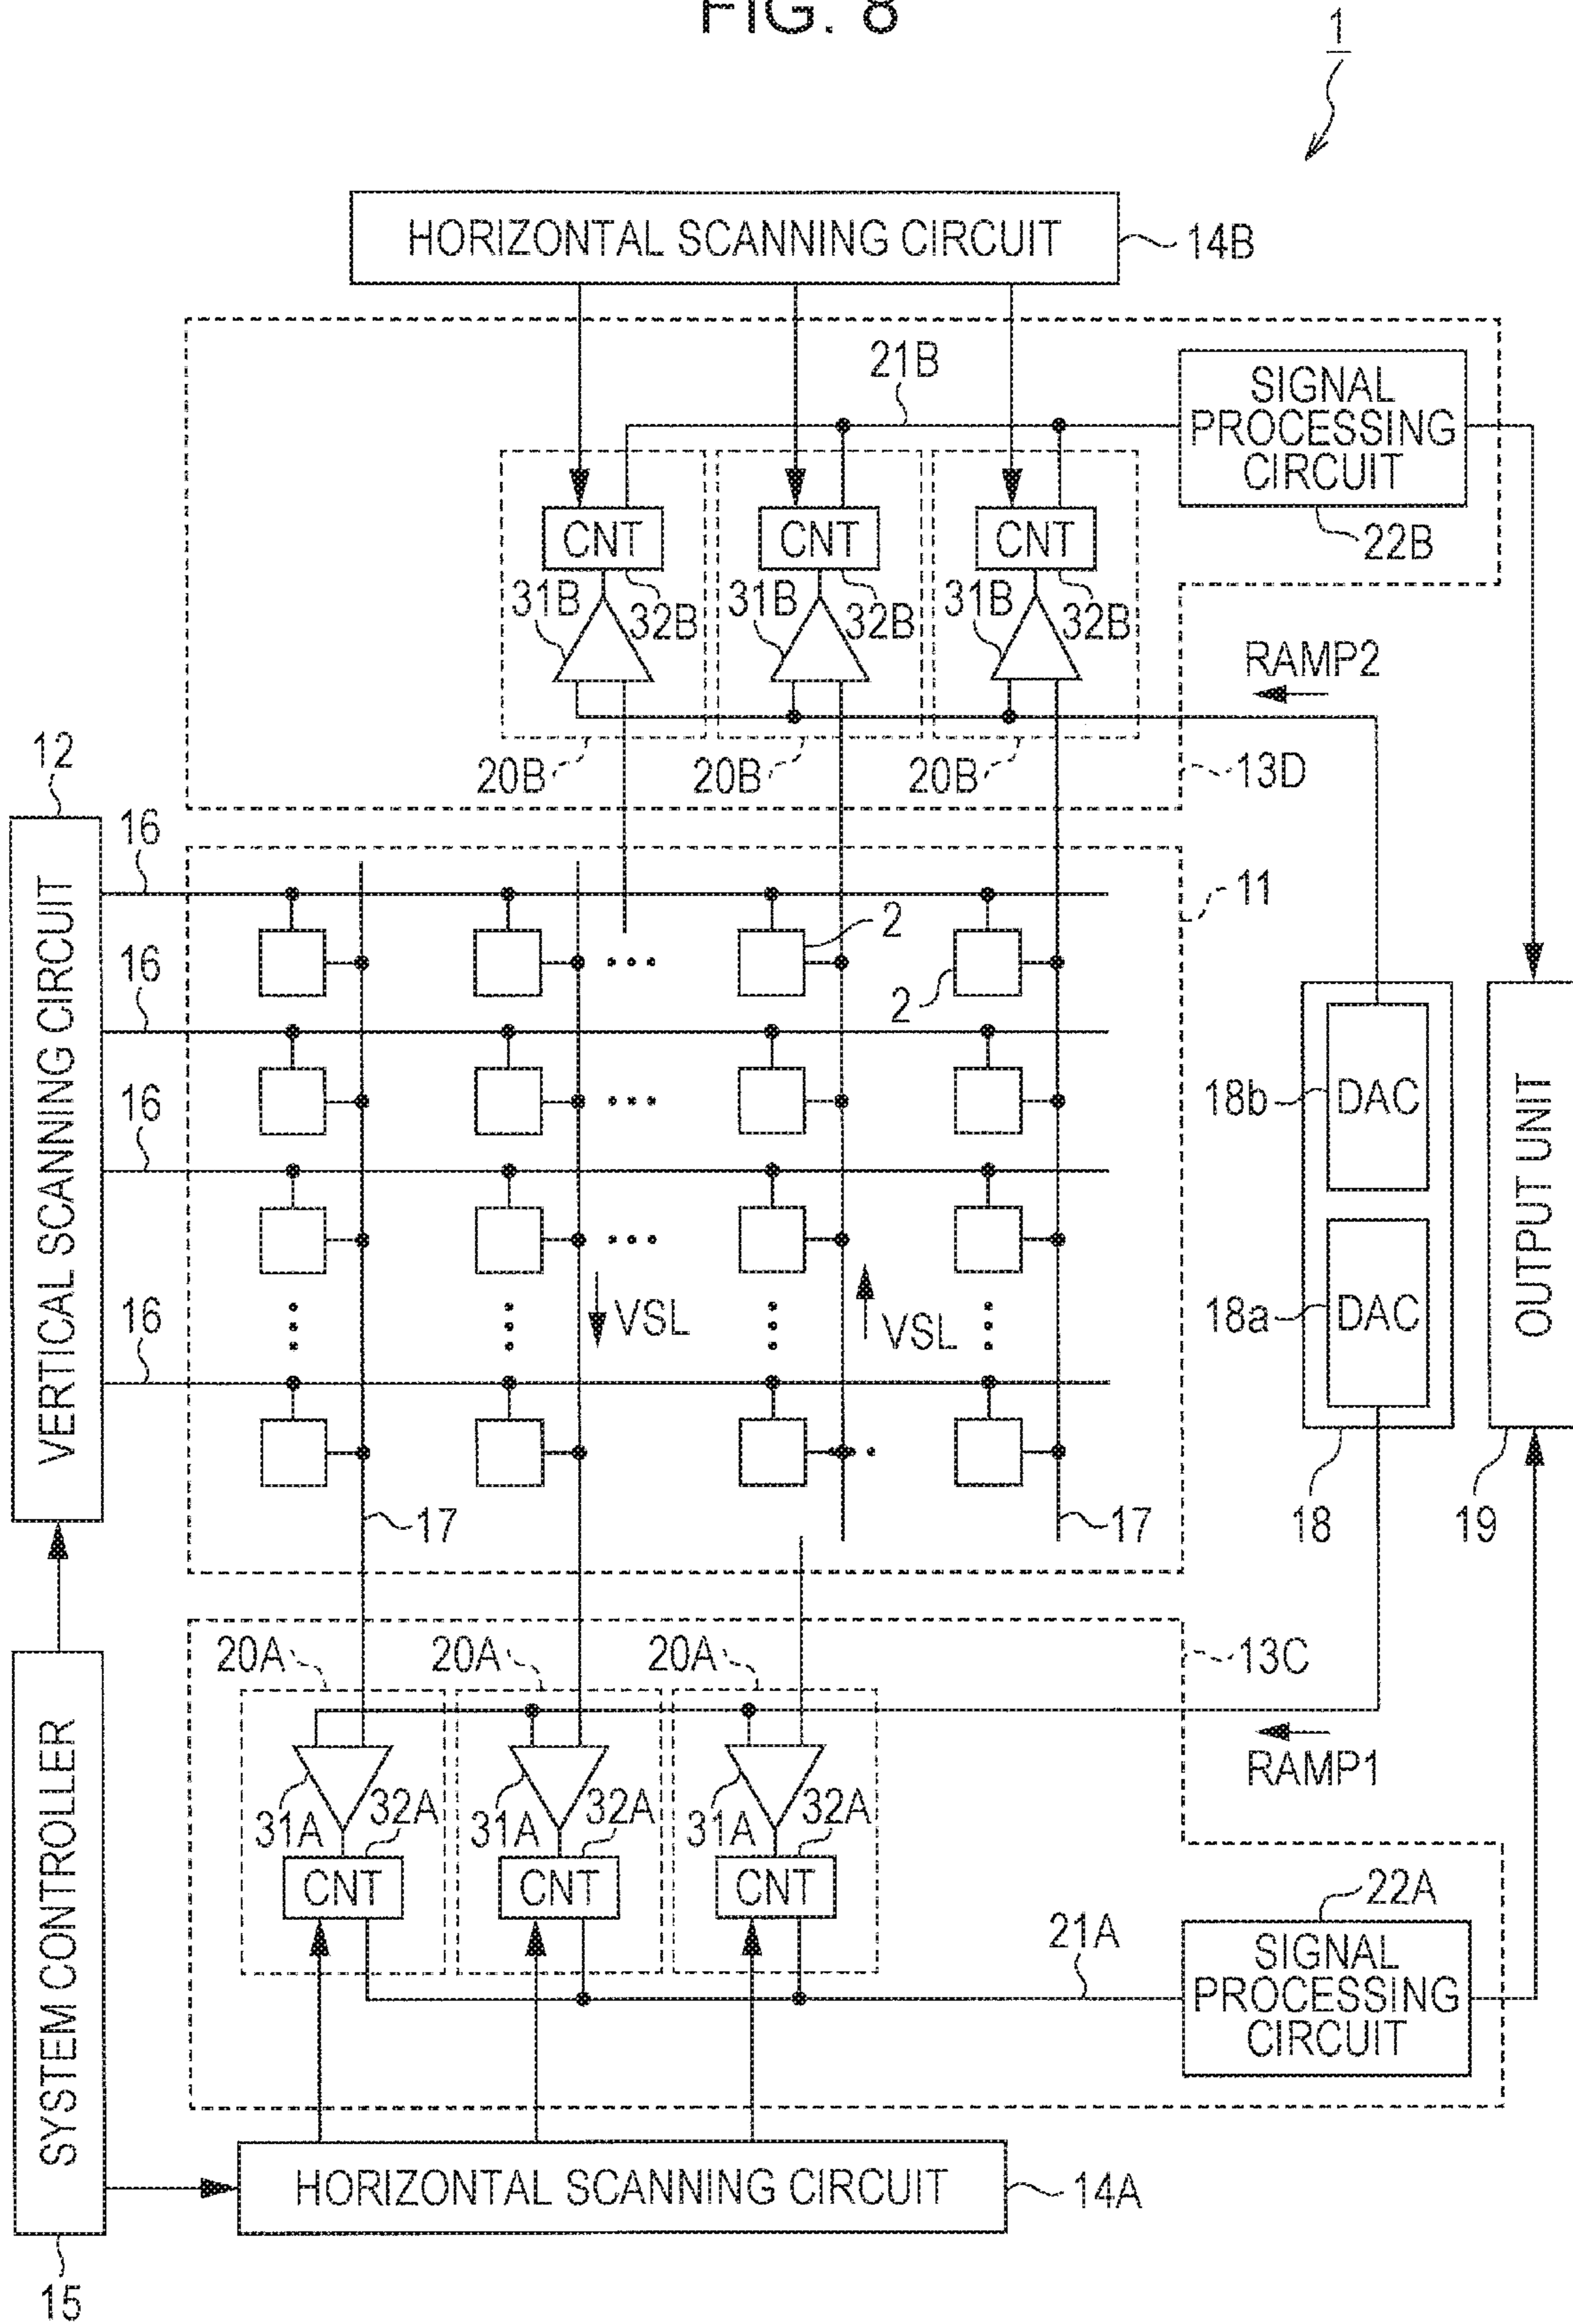 FIG. 8
1
HORIZONTAL SCANNING CIRCUIT
14B
21B
SIGNAL
PROCESSING
CIRCUIT
22B
CNT
CNT
CNT
31B
32B
31B
32B
31B
32B
RAMP2
20B
20B
20B
13D
12
VERTICAL SCANNING CIRCUIT
16
16
16
16
11
2
2
VSL
VSL
17
17
18b
DAC
18a
DAC
18
OUTPUT UNIT
19
20A
20A
20A
13C
RAMP1
31A
32A
31A
32A
31A
32A
CNT
CNT
CNT
22A
21A
SIGNAL
PROCESSING
CIRCUIT
SYSTEM CONTROLLER
15
HORIZONTAL SCANNING CIRCUIT
14A